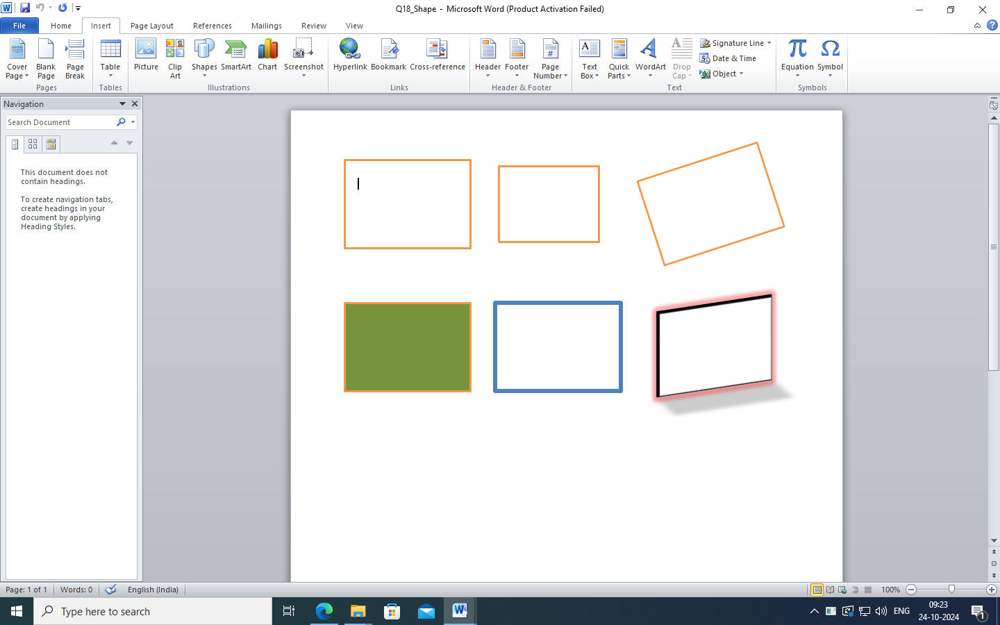 Q18_Shape - Microsoft Word (Product Activation Failed)
File Home Insert Page Layout References Mailings Review View
Cover Page Blank Page Page Break Table Picture Clip Art Shapes SmartArt Chart Screenshot Hyperlink Bookmark Cross-reference Header Footer Page Number Text Box Quick Parts WordArt Drop Cap Signature Line Date & Time Object Equation Symbol
Pages Tables Illustrations Links Header & Footer Text Symbols
Navigation
Search Document
This document does not
contain headings.
To create navigation tabs,
create headings in your
document by applying
Heading Styles.
Page: 1 of 1 Words: 0 English (India) 100%
Type here to search
ENG
09:23
24-10-2024
1